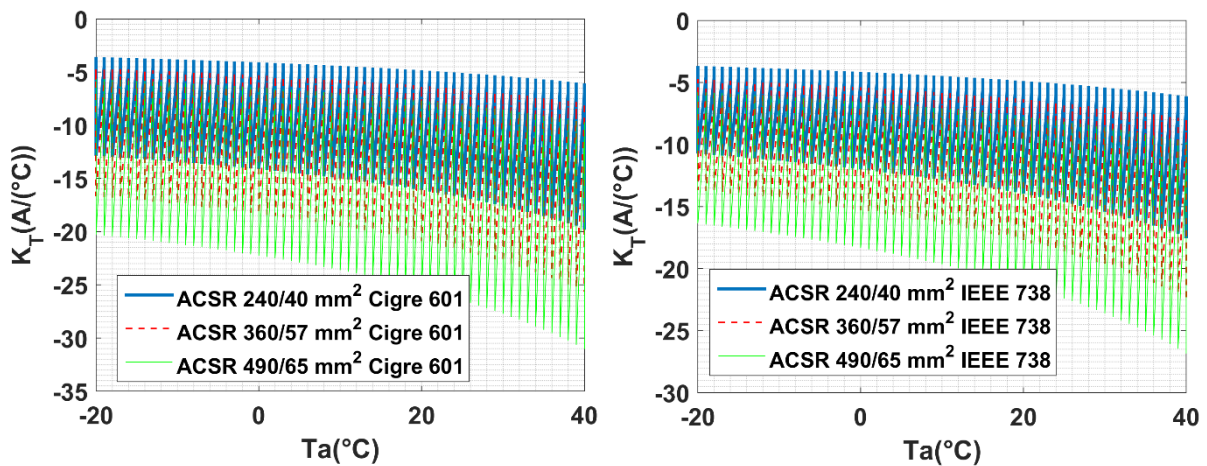 0
-5
-10
-15
-20
-25
-30
-35
K_T(A/(°C))
-20
0
20
40
Ta(°C)
ACSR 240/40 mm² Cigre 601
ACSR 360/57 mm² Cigre 601
ACSR 490/65 mm² Cigre 601
0
-5
-10
-15
-20
-25
-30
K_T(A/(°C))
-20
0
20
40
Ta(°C)
ACSR 240/40 mm² IEEE 738
ACSR 360/57 mm² IEEE 738
ACSR 490/65 mm² IEEE 738